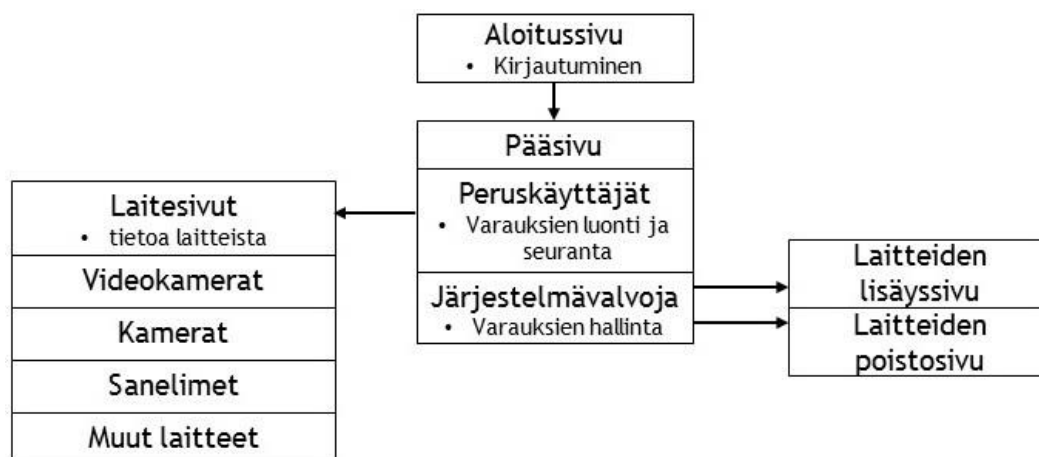 Aloitussivu
• Kirjautuminen
Pääsivu
Peruskäyttäjät
• Varauksien luonti ja
seuranta
Järjestelmävalvoja
• Varauksien hallinta
Laitesivut
• tietoa laitteista
Videokamerat
Kamerat
Sanelimet
Muut laitteet
Laitteiden
lisäyssivu
Laitteiden
poistosivu